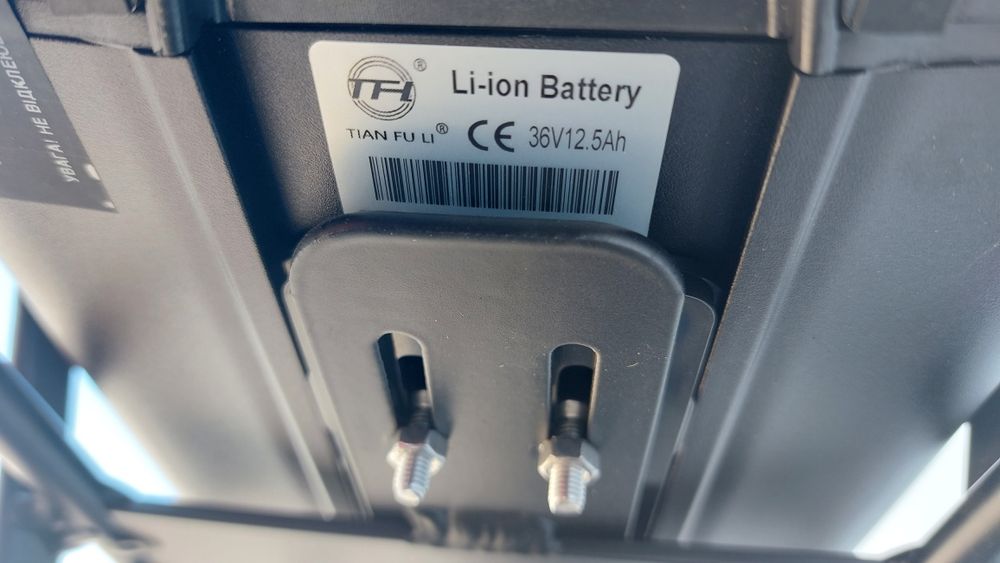 УВАГА! НЕ ВІДКЛЕЮ
TFL®
Li-ion Battery
TIAN FU LI®
CE 36V12.5Ah